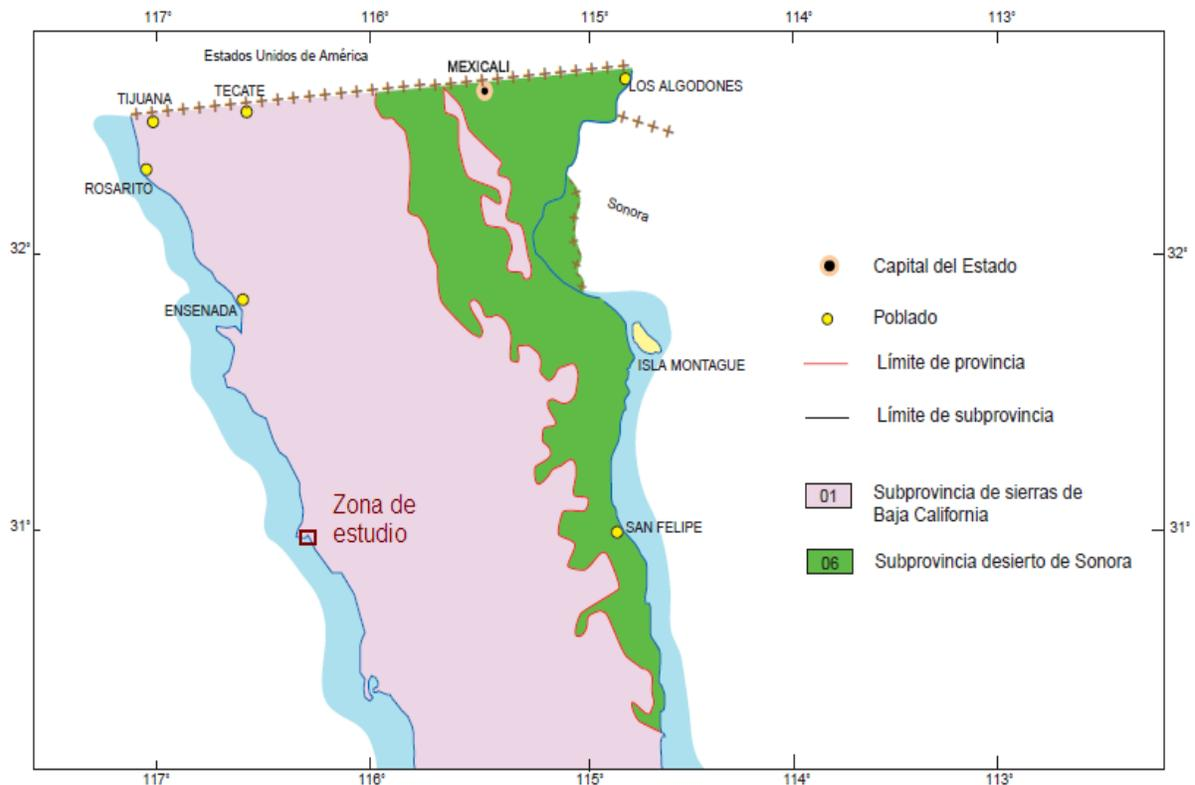 117°
116°
115°
114°
113°
Estados Unidos de América
MEXICALI
LOS ALGODONES
TECATE
TIJUANA
ROSARITO
Sonora
32°
32°
Capital del Estado
ENSENADA
Poblado
ISLA MONTAGUE
Límite de provincia
Límite de subprovincia
01 Subprovincia de sierras de
Baja California
Zona de
estudio
31°
SAN FELIPE
31°
06 Subprovincia desierto de Sonora
117°
116°
115°
114°
113°